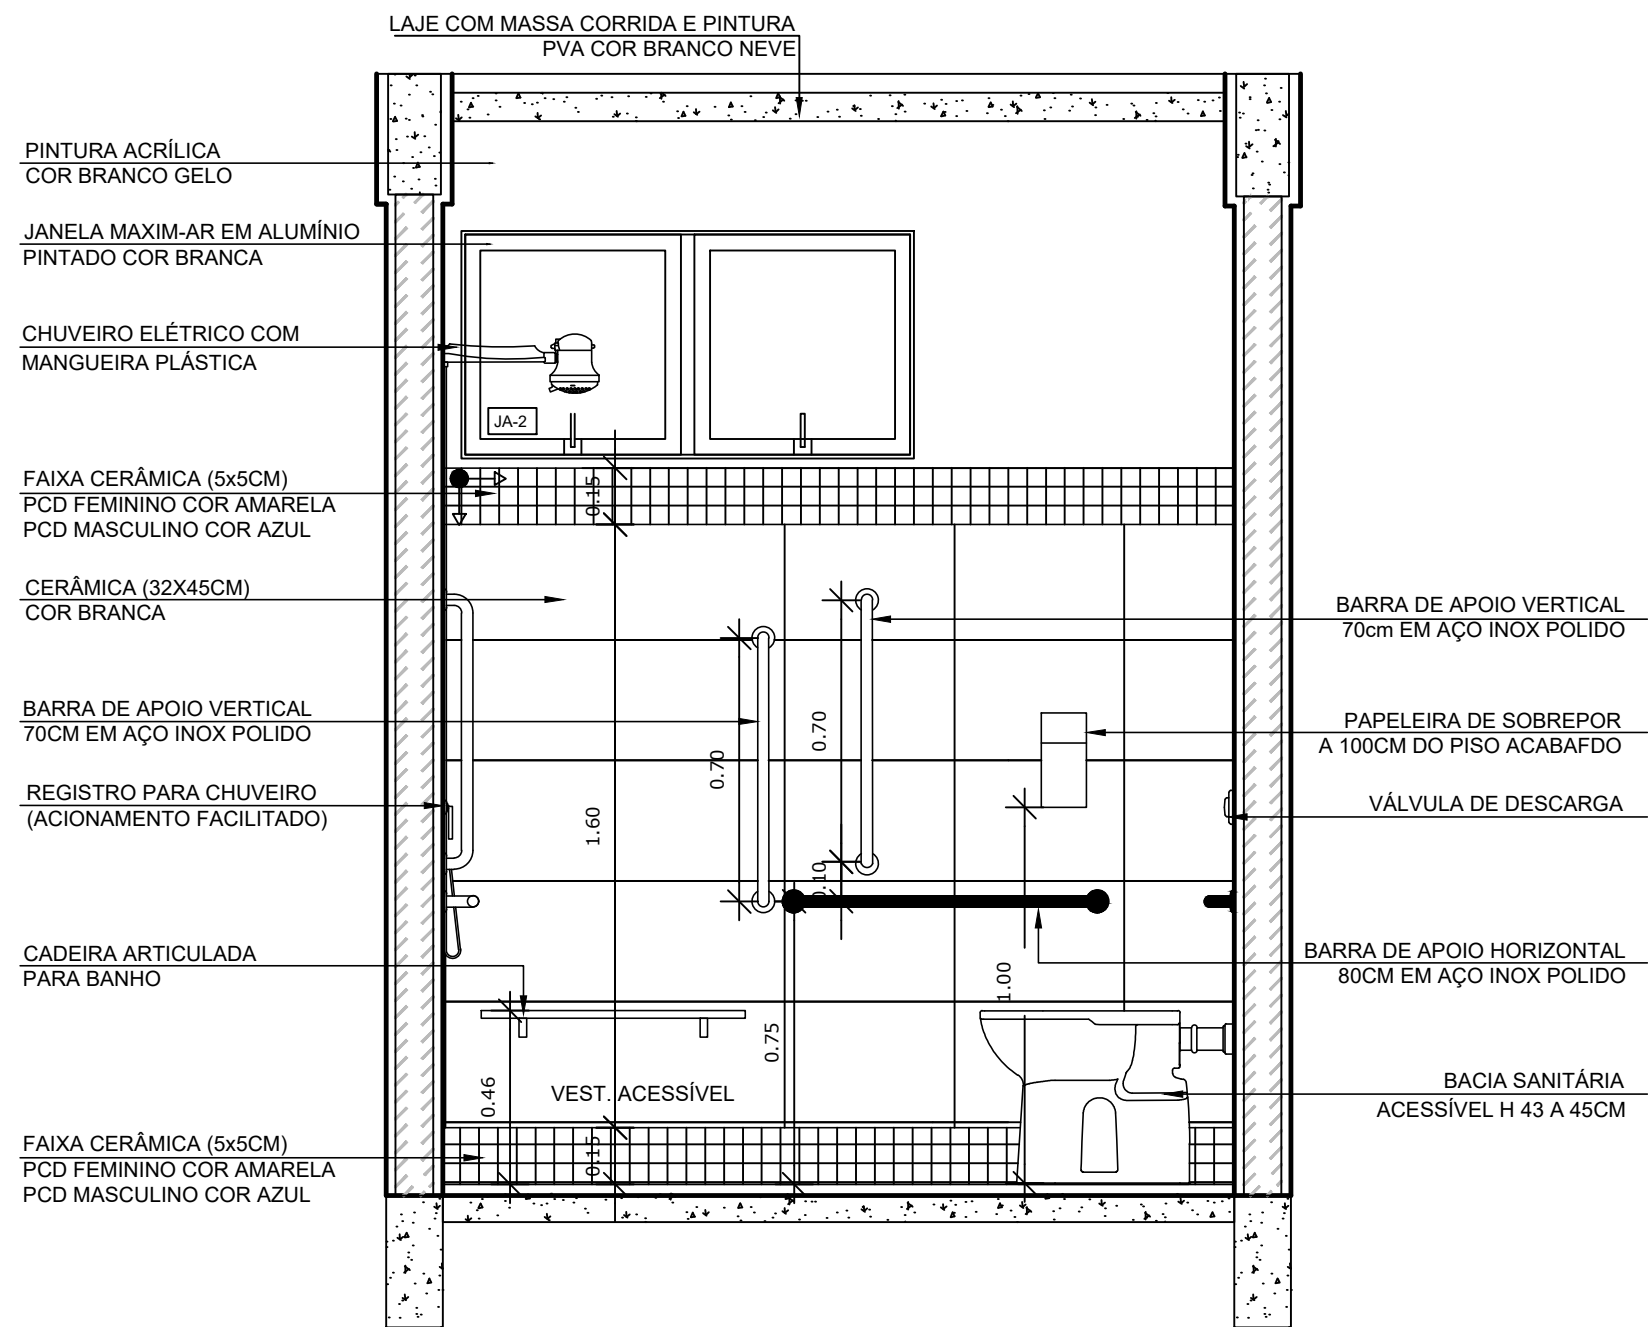 LAJE COM MASSA CORRIDA E PINTURA
PVA COR BRANCO NEVE
PINTURA ACRÍLICA
COR BRANCO GELO
JANELA MAXIM-AR EM ALUMÍNIO
PINTADO COR BRANCA
CHUVEIRO ELÉTRICO COM
MANGUEIRA PLÁSTICA
JA-2
FAIXA CERÂMICA (5x5CM)
PCD FEMININO COR AMARELA
PCD MASCULINO COR AZUL
0.15
CERÂMICA (32X45CM)
COR BRANCA
BARRA DE APOIO VERTICAL
70cm EM AÇO INOX POLIDO
BARRA DE APOIO VERTICAL
70CM EM AÇO INOX POLIDO
0.70
0.70
PAPELEIRA DE SOBREPOR
A 100CM DO PISO ACABAFDO
REGISTRO PARA CHUVEIRO
(ACIONAMENTO FACILITADO)
1.60
VÁLVULA DE DESCARGA
0.10
CADEIRA ARTICULADA
PARA BANHO
BARRA DE APOIO HORIZONTAL
80CM EM AÇO INOX POLIDO
1.00
0.75
0.46
VEST. ACESSÍVEL
BACIA SANITÁRIA
ACESSÍVEL H 43 A 45CM
FAIXA CERÂMICA (5x5CM)
PCD FEMININO COR AMARELA
PCD MASCULINO COR AZUL
0.15